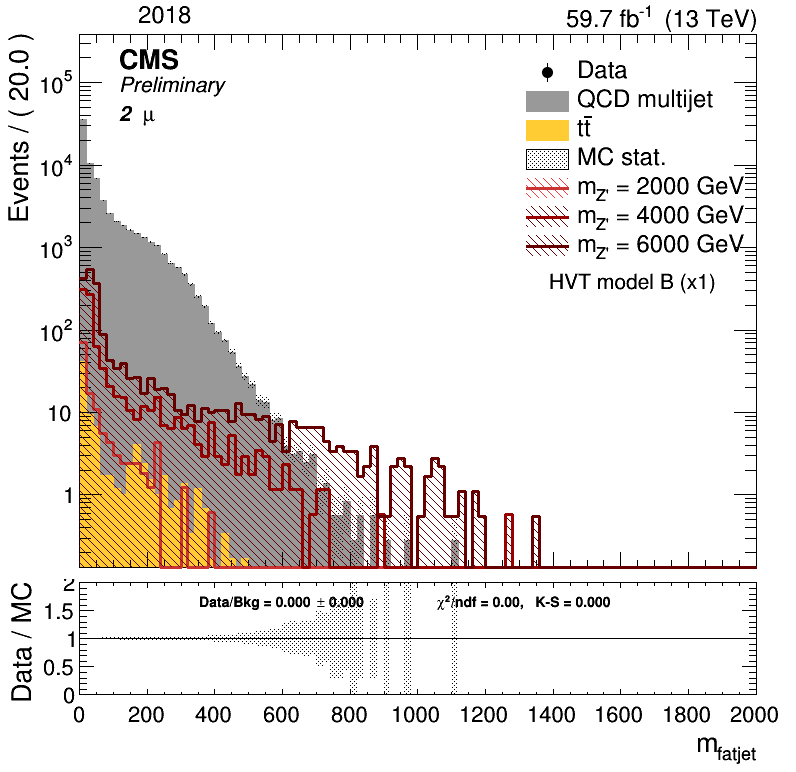 2018
59.7 fb⁻¹ (13 TeV)
CMS
Preliminary
2 μ
Data
QCD multijet
tt̄
MC stat.
m_Z' = 2000 GeV
m_Z' = 4000 GeV
m_Z' = 6000 GeV
HVT model B (x1)
Events / ( 20.0 )
10⁵
10⁴
10³
10²
10
1
Data / MC
2
1.5
1
0.5
0
Data/Bkg = 0.000 ± 0.000
χ²/ndf = 0.00, K-S = 0.000
0 200 400 600 800 1000 1200 1400 1600 1800 2000
m_fatjet